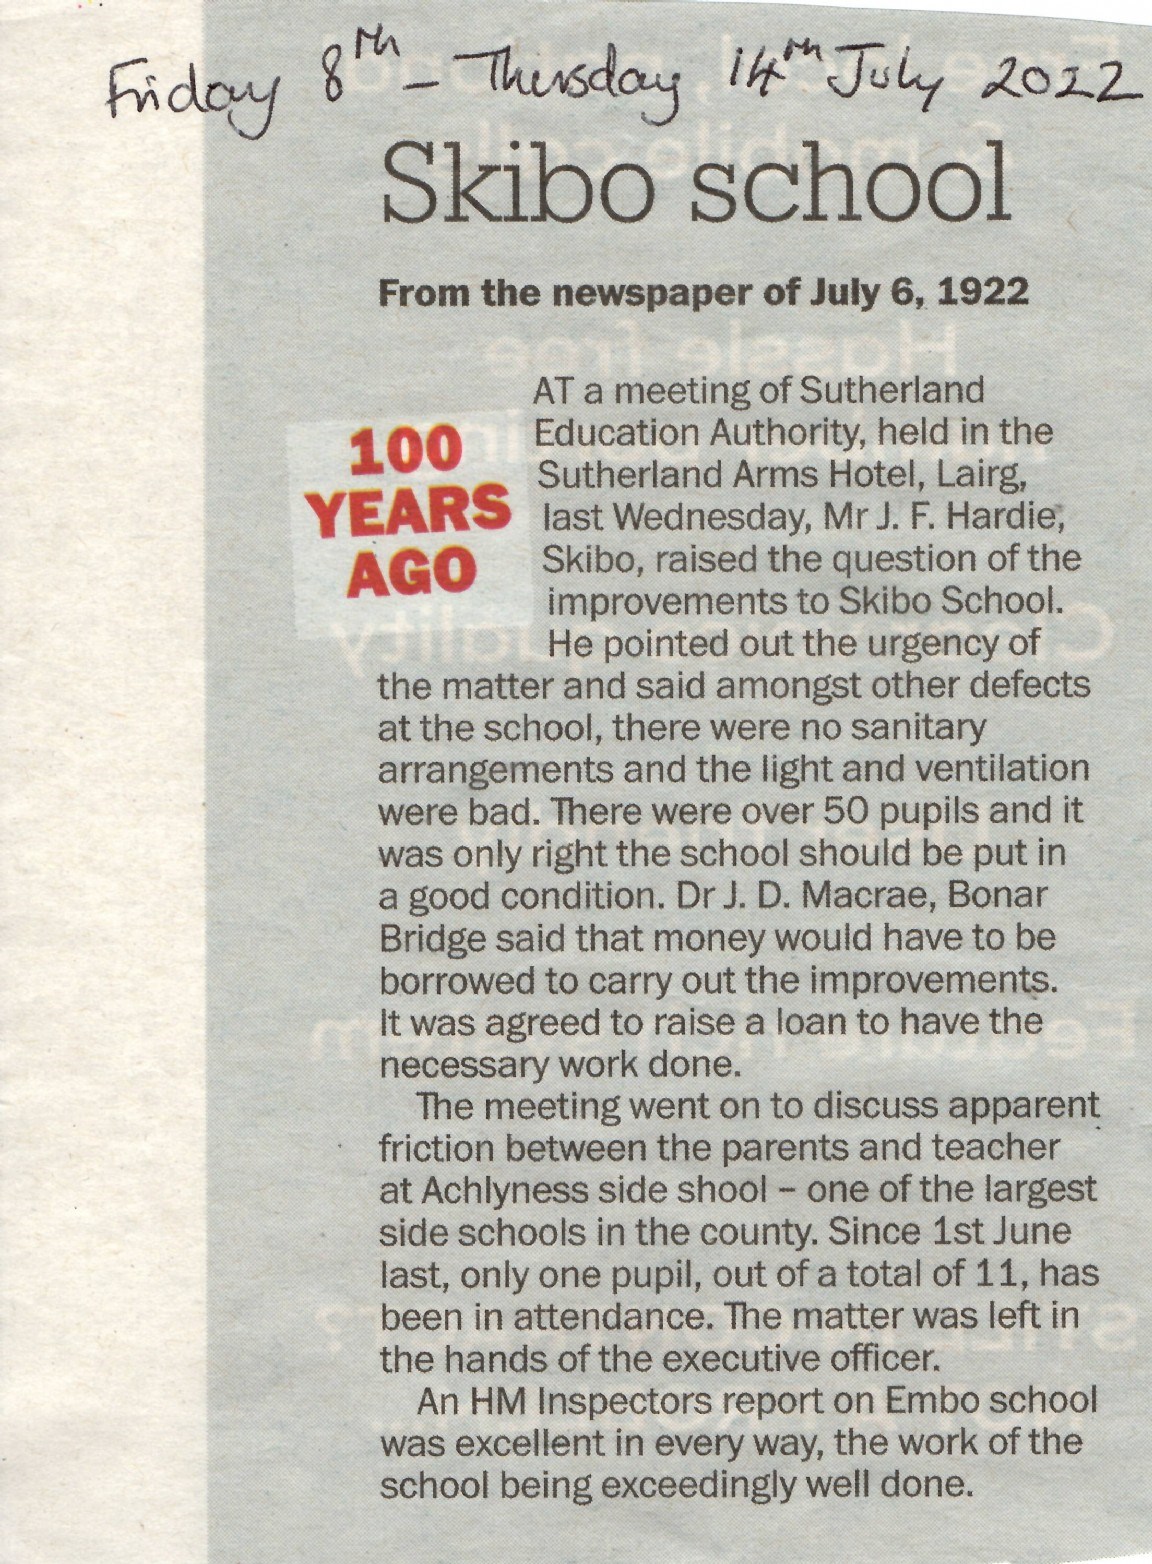 Friday 8th – Thursday 14th July 2022
Skibo school
From the newspaper of July 6, 1922
100
YEARS
AGO
AT a meeting of Sutherland
Education Authority, held in the
Sutherland Arms Hotel, Lairg,
last Wednesday, Mr J. F. Hardie,
Skibo, raised the question of the
improvements to Skibo School.
He pointed out the urgency of
the matter and said amongst other defects
at the school, there were no sanitary
arrangements and the light and ventilation
were bad. There were over 50 pupils and it
was only right the school should be put in
a good condition. Dr J. D. Macrae, Bonar
Bridge said that money would have to be
borrowed to carry out the improvements.
It was agreed to raise a loan to have the
necessary work done.
The meeting went on to discuss apparent
friction between the parents and teacher
at Achlyness side shool – one of the largest
side schools in the county. Since 1st June
last, only one pupil, out of a total of 11, has
been in attendance. The matter was left in
the hands of the executive officer.
An HM Inspectors report on Embo school
was excellent in every way, the work of the
school being exceedingly well done.